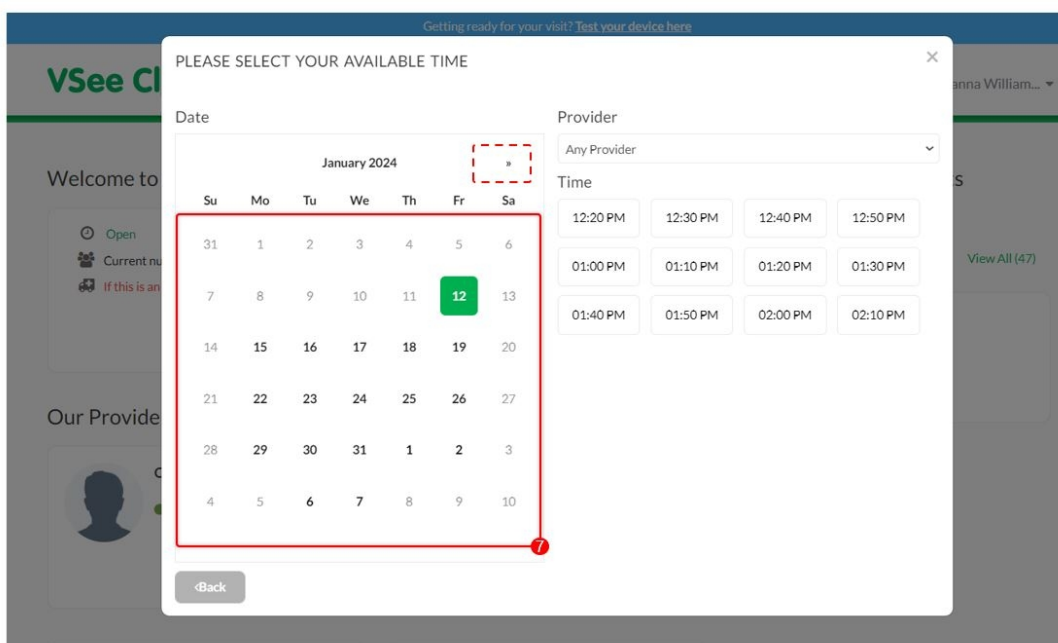 Getting ready for your visit? Test your device here
PLEASE SELECT YOUR AVAILABLE TIME
×
VSee Cl
anna William...
Date
Provider
January 2024 »
Any Provider
Time
Welcome to
s
Su Mo Tu We Th Fr Sa
12:20 PM 12:30 PM 12:40 PM 12:50 PM
31 1 2 3 4 5 6
Open
Current nu
View All (47)
01:00 PM 01:10 PM 01:20 PM 01:30 PM
If this is an
7 8 9 10 11 12 13
01:40 PM 01:50 PM 02:00 PM 02:10 PM
14 15 16 17 18 19 20
21 22 23 24 25 26 27
Our Provide
28 29 30 31 1 2 3
4 5 6 7 8 9 10
7
<Back